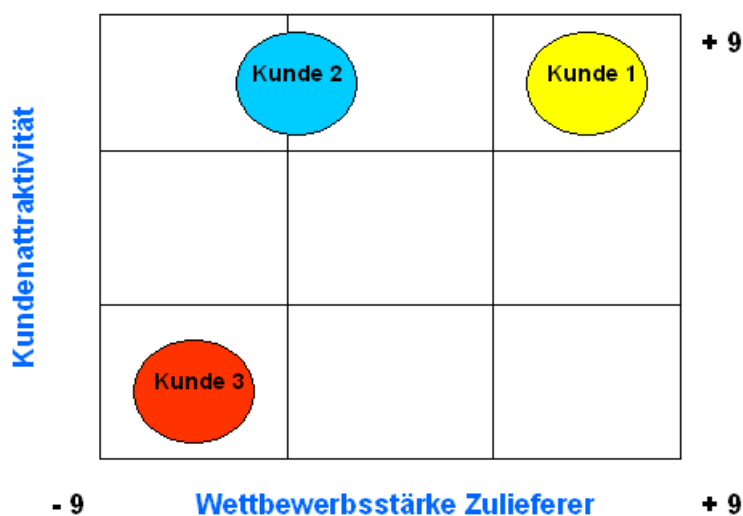 + 9
Kunde 2
Kunde 1
Kundenattraktivität
Kunde 3
- 9
Wettbewerbsstärke Zulieferer
+ 9